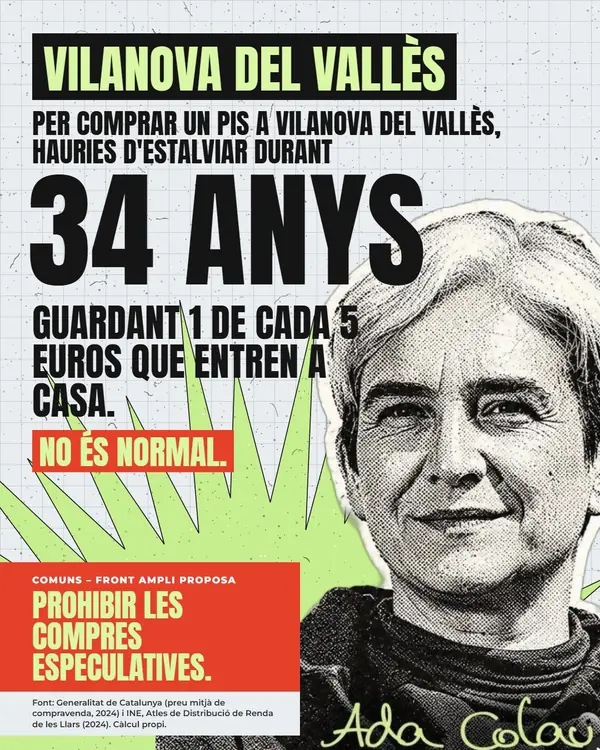 VILANOVA DEL VALLÈS
PER COMPRAR UN PIS A VILANOVA DEL VALLÈS,
HAURIES D'ESTALVIAR DURANT
34 ANYS
GUARDANT 1 DE CADA 5
EUROS QUE ENTREN A
CASA.
NO ÉS NORMAL.
COMUNS – FRONT AMPLI PROPOSA
PROHIBIR LES
COMPRES
ESPECULATIVES.
Font: Generalitat de Catalunya (preu mitjà de
compravenda, 2024) i INE, Atles de Distribució de Renda
de les Llars (2024). Càlcul propi.
Ada Colau